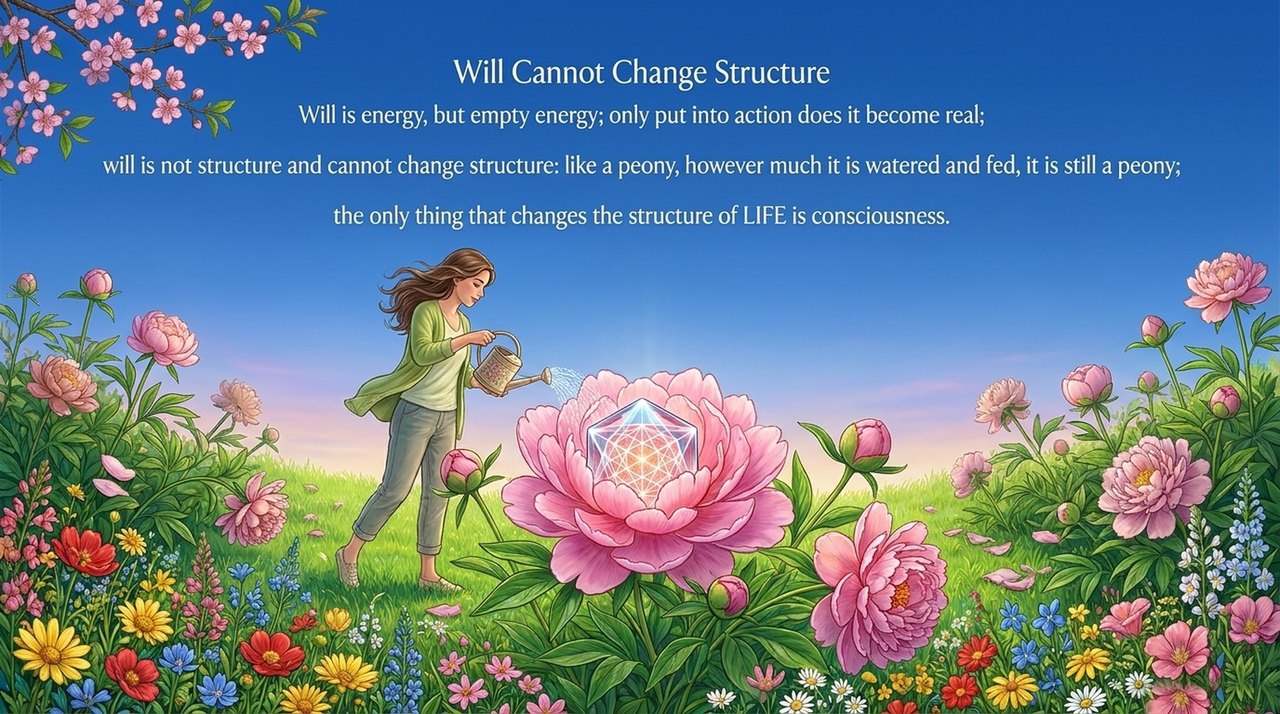 Will Cannot Change Structure
Will is energy, but empty energy; only put into action does it become real;
will is not structure and cannot change structure: like a peony, however much it is watered and fed, it is still a peony;
the only thing that changes the structure of LIFE is consciousness.